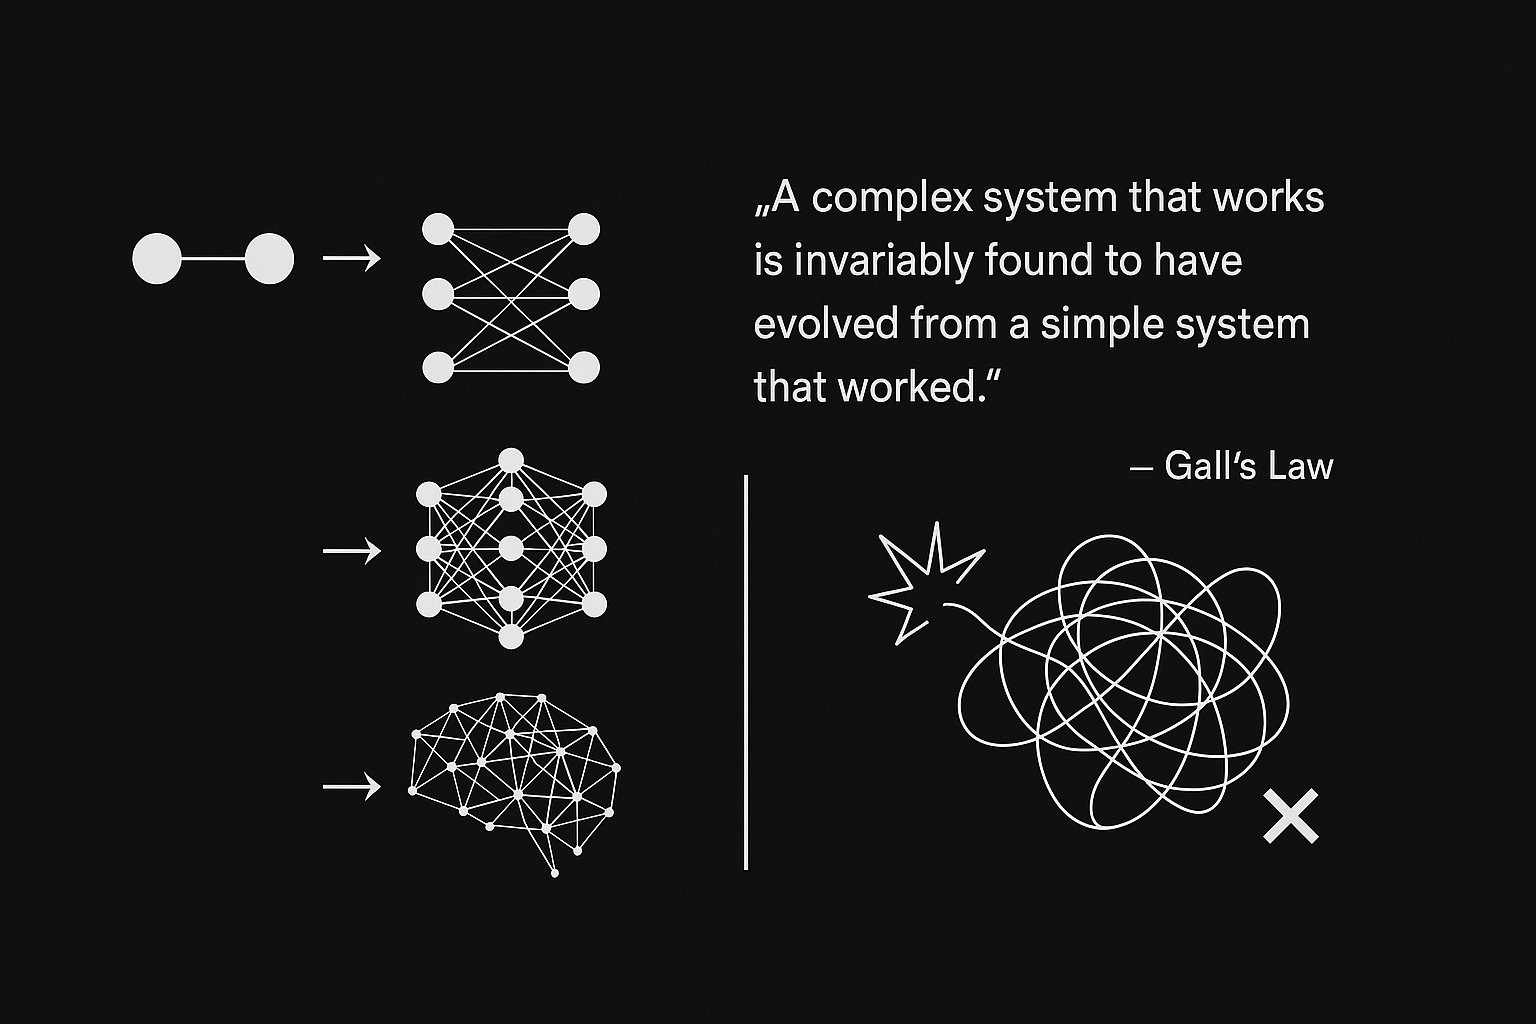 „A complex system that works
is invariably found to have
evolved from a simple system
that worked.“
– Gall‘s Law